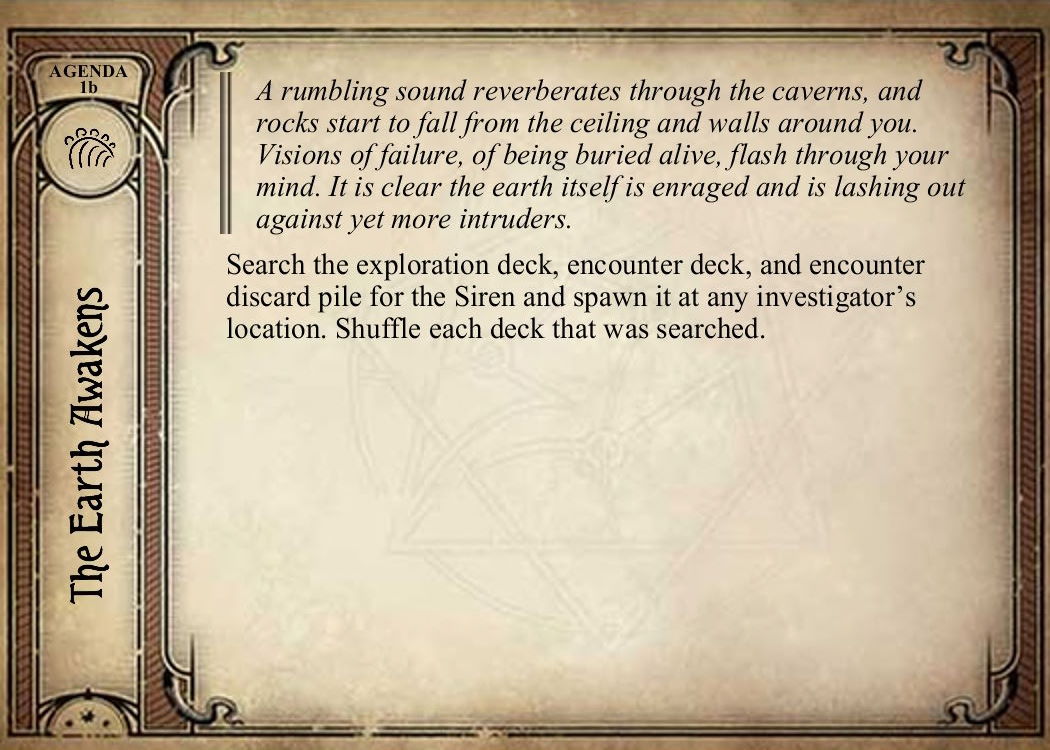 AGENDA
1b
The Earth Awakens
A rumbling sound reverberates through the caverns, and
rocks start to fall from the ceiling and walls around you.
Visions of failure, of being buried alive, flash through your
mind. It is clear the earth itself is enraged and is lashing out
against yet more intruders.
Search the exploration deck, encounter deck, and encounter
discard pile for the Siren and spawn it at any investigator’s
location. Shuffle each deck that was searched.